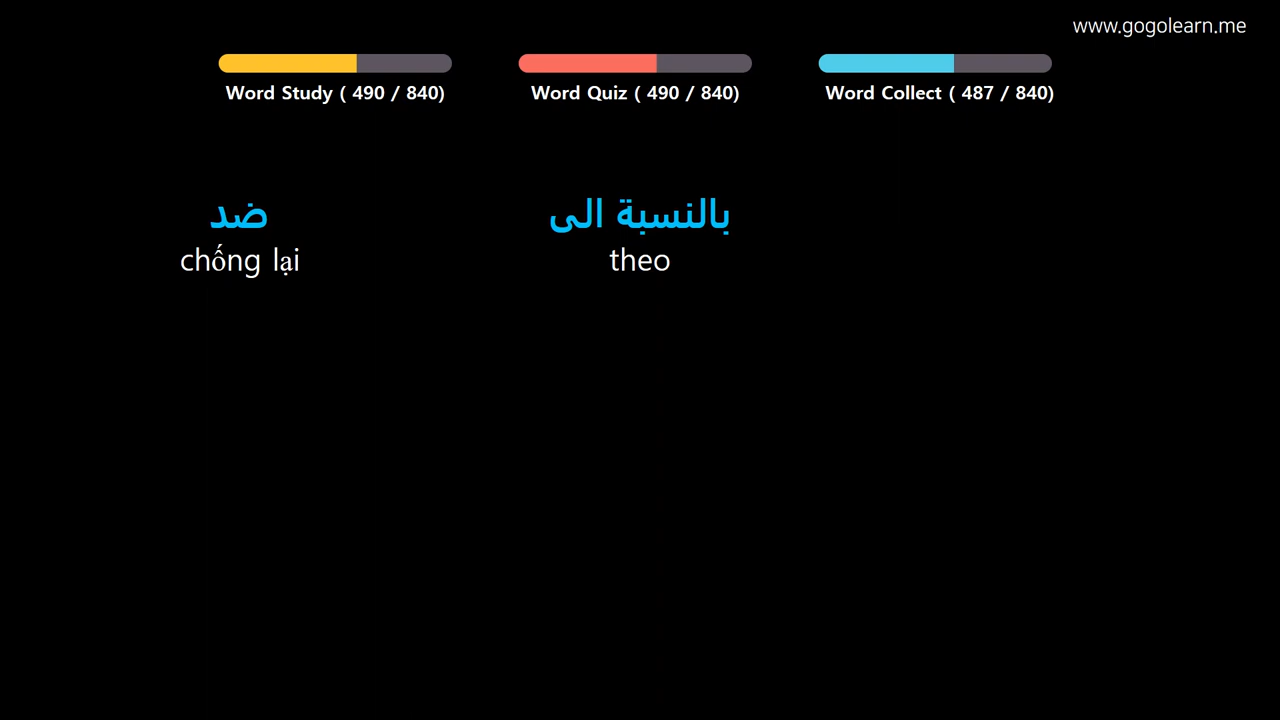 www.gogolearn.me
Word Study ( 490 / 840)
Word Quiz ( 490 / 840)
Word Collect ( 487 / 840)
ضد
chống lại
بالنسبة الى
theo